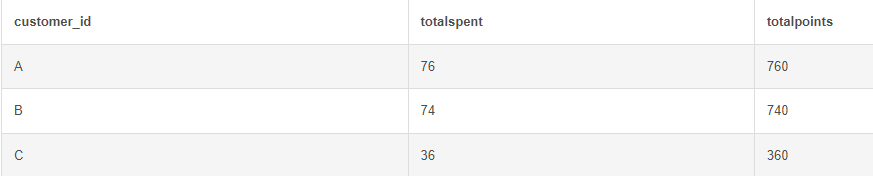 customer_id totalspent totalpoints
A 76 760
B 74 740
C 36 360